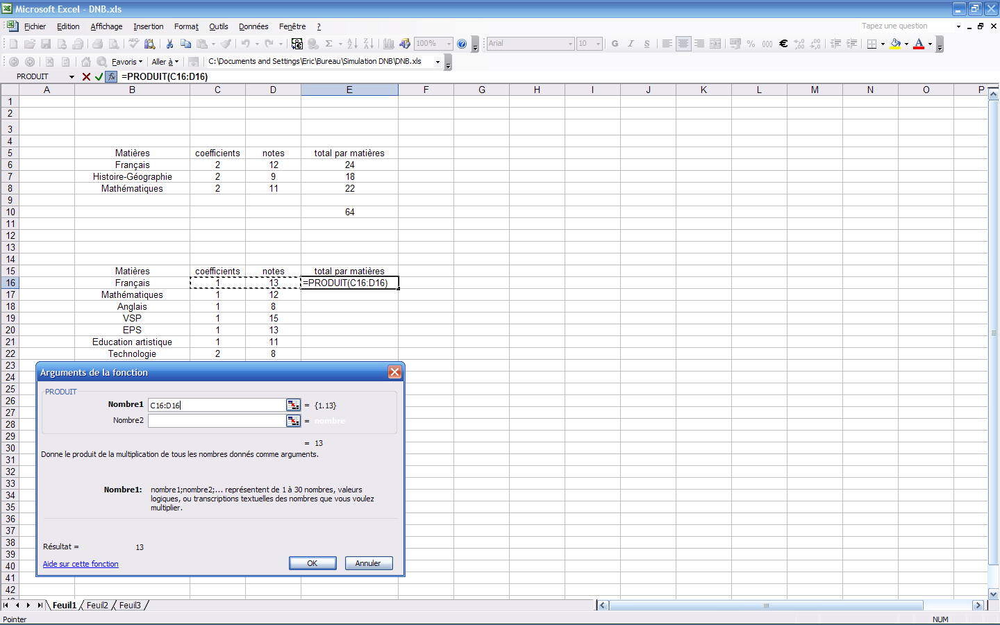 Microsoft Excel - DNB.xls
Fichier Edition Affichage Insertion Format Outils Données Fenêtre ? Tapez une question
100% Arial 10 G I S % 000 €
Favoris Aller à C:\Documents and Settings\Eric\Bureau\Simulation DNB\DNB.xls
PRODUIT fx =PRODUIT(C16:D16)
A B C D E F G H I J K L M N O P
1
2
3
4
5 Matières coefficients notes total par matières
6 Français 2 12 24
7 Histoire-Géographie 2 9 18
8 Mathématiques 2 11 22
9
10 64
11
12
13
14
15 Matières coefficients notes total par matières
16 Français 1 13 =PRODUIT(C16:D16)
17 Mathématiques 1 12
18 Anglais 1 8
19 VSP 1 15
20 EPS 1 13
21 Education artistique 1 11
22 Technologie 2 8
23
24
25
26
27
28
29
30
31
32
33
34
35
36
37
38
39
40
41
42
Arguments de la fonction
PRODUIT
Nombre1 C16:D16 = {1.13}
Nombre2 = nombre
= 13
Donne le produit de la multiplication de tous les nombres donnés comme arguments.
Nombre1: nombre1;nombre2;... représentent de 1 à 30 nombres, valeurs
logiques, ou transcriptions textuelles des nombres que vous voulez
multiplier.
Résultat = 13
Aide sur cette fonction OK Annuler
Feuil1 Feuil2 Feuil3
Pointer NUM